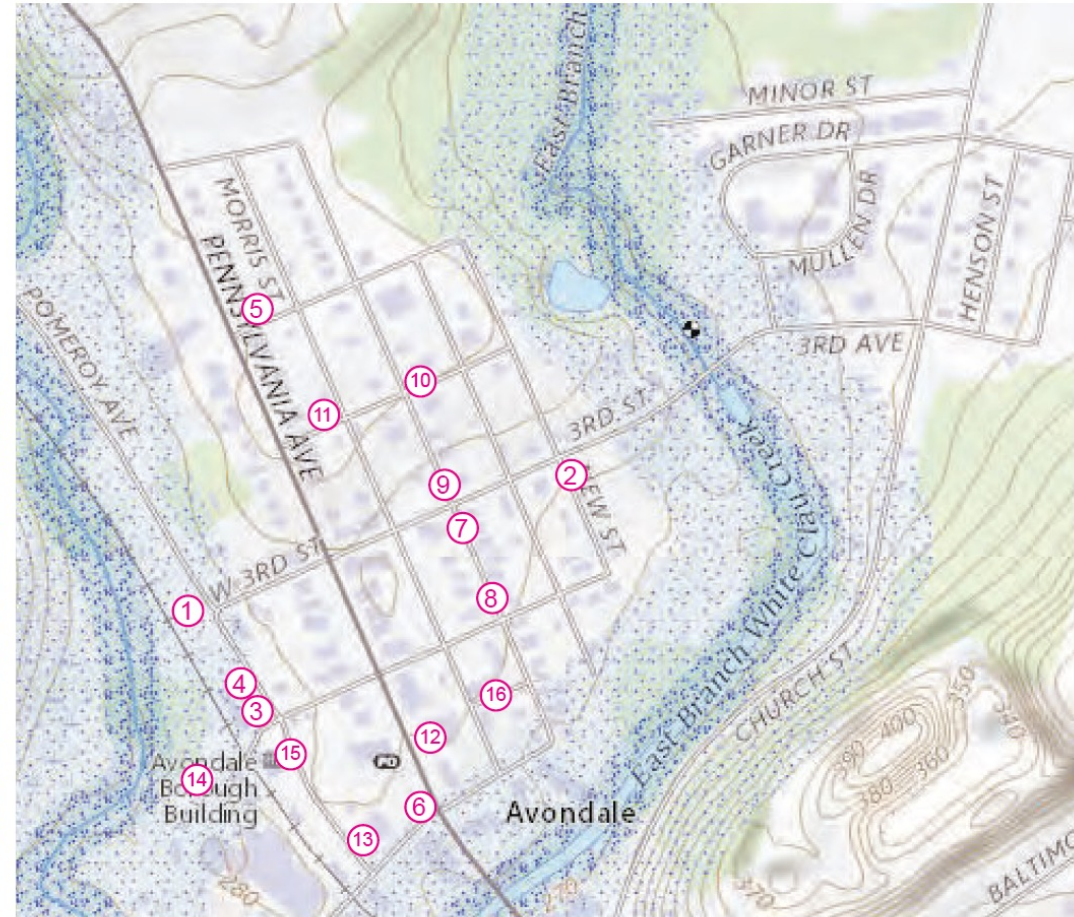 East Branch
MINOR ST
GARNER DR
MULLEN DR
HENSON ST
MORRIS ST
PENNSYLVANIA AVE
POMEROY AVE
5
3RD AVE
10
11
3RD ST
9
2
7
W 3RD ST
1
8
East Branch White Clay Creek
CHURCH ST
4
3
16
12
15
Avondale
14
Borough
Building
6
Avondale
13
280
270
390
400
360
350
340
380
370